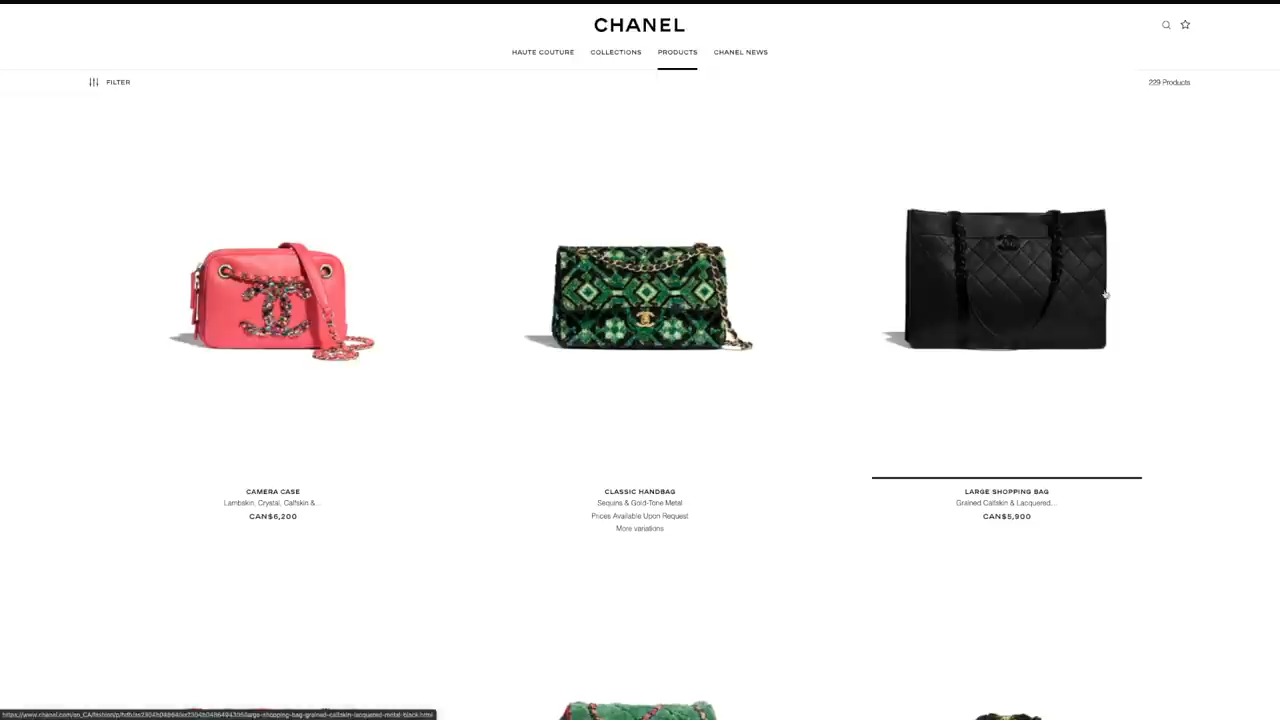 CHANEL
HAUTE COUTURE COLLECTIONS PRODUCTS CHANEL NEWS
FILTER
229 Products
CAMERA CASE
Lambskin, Crystal, Calfskin &...
CAN$6,200
CLASSIC HANDBAG
Sequins & Gold-Tone Metal
Prices Available Upon Request
More variations
LARGE SHOPPING BAG
Grained Calfskin & Lacquered...
CAN$5,900